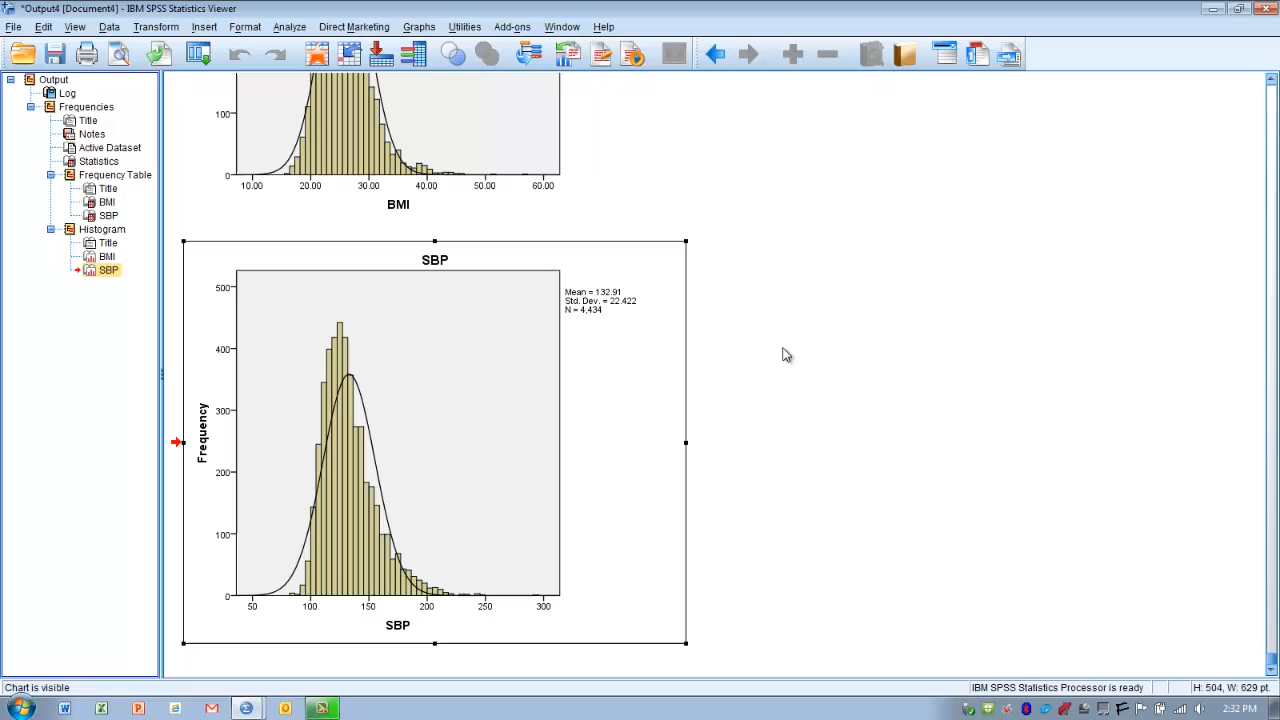 *Output4 [Document4] - IBM SPSS Statistics Viewer
File Edit View Data Transform Insert Format Analyze Direct Marketing Graphs Utilities Add-ons Window Help
Output
Log
Frequencies
Title
Notes
Active Dataset
Statistics
Frequency Table
Title
BMI
SBP
Histogram
Title
BMI
SBP
100
0
10.00 20.00 30.00 40.00 50.00 60.00
BMI
SBP
Mean = 132.91
Std. Dev. = 22.422
N = 4,434
Frequency
500
400
300
200
100
0
50 100 150 200 250 300
SBP
Chart is visible
IBM SPSS Statistics Processor is ready
H: 504, W: 629 pt.
2:32 PM